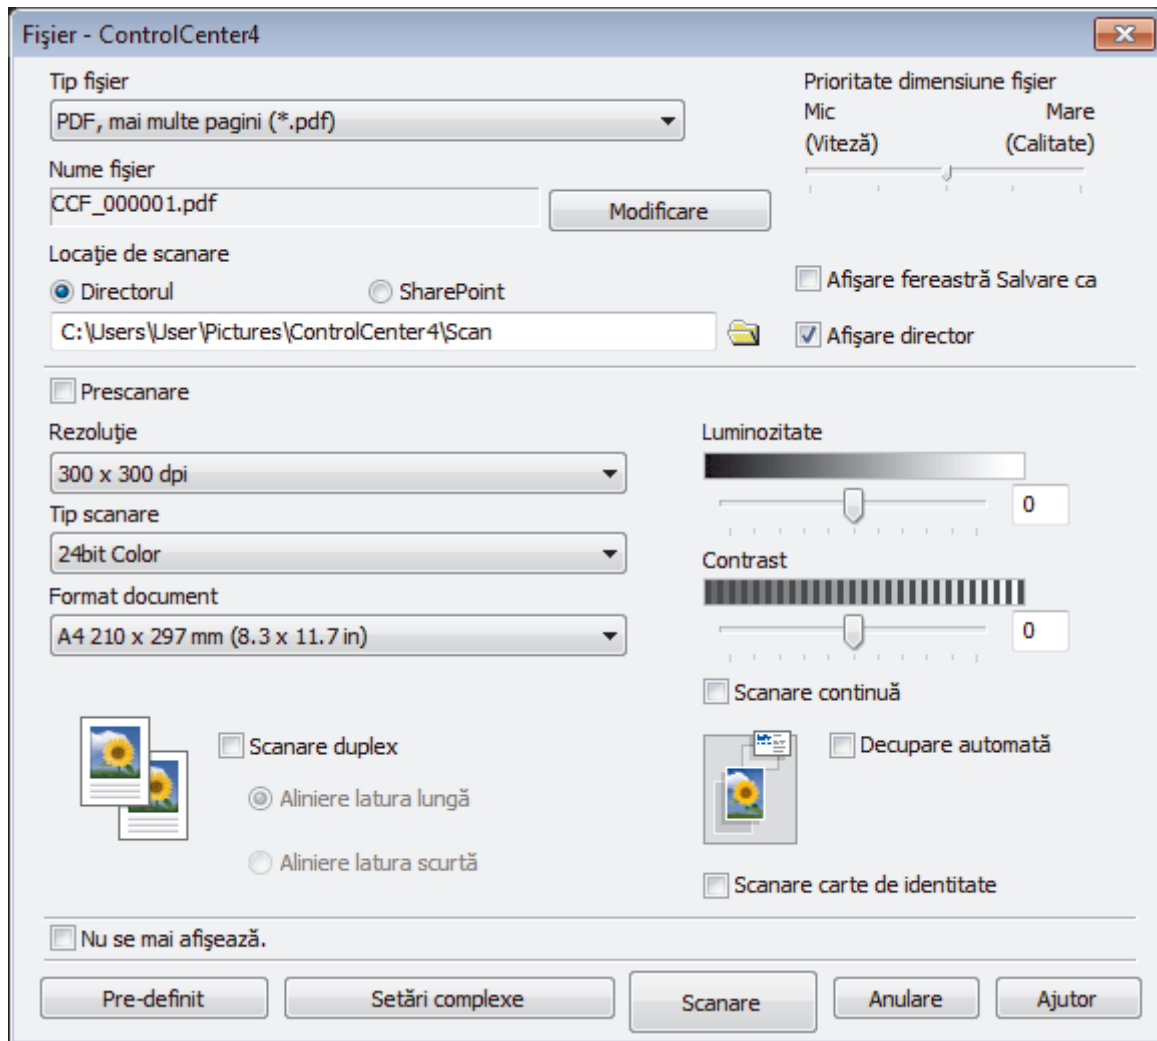 Fişier - ControlCenter4
Tip fişier
PDF, mai multe pagini (*.pdf)
Prioritate dimensiune fişier
Mic Mare
(Viteză) (Calitate)
Nume fişier
CCF_000001.pdf
Modificare
Locaţie de scanare
Directorul
SharePoint
C:\Users\User\Pictures\ControlCenter4\Scan
Afişare fereastră Salvare ca
Afişare director
Prescanare
Rezoluţie
300 x 300 dpi
Tip scanare
24bit Color
Format document
A4 210 x 297 mm (8.3 x 11.7 in)
Luminozitate
0
Contrast
0
Scanare continuă
Scanare duplex
Aliniere latura lungă
Aliniere latura scurtă
Decupare automată
Scanare carte de identitate
Nu se mai afişează.
Pre-definit
Setări complexe
Scanare
Anulare
Ajutor